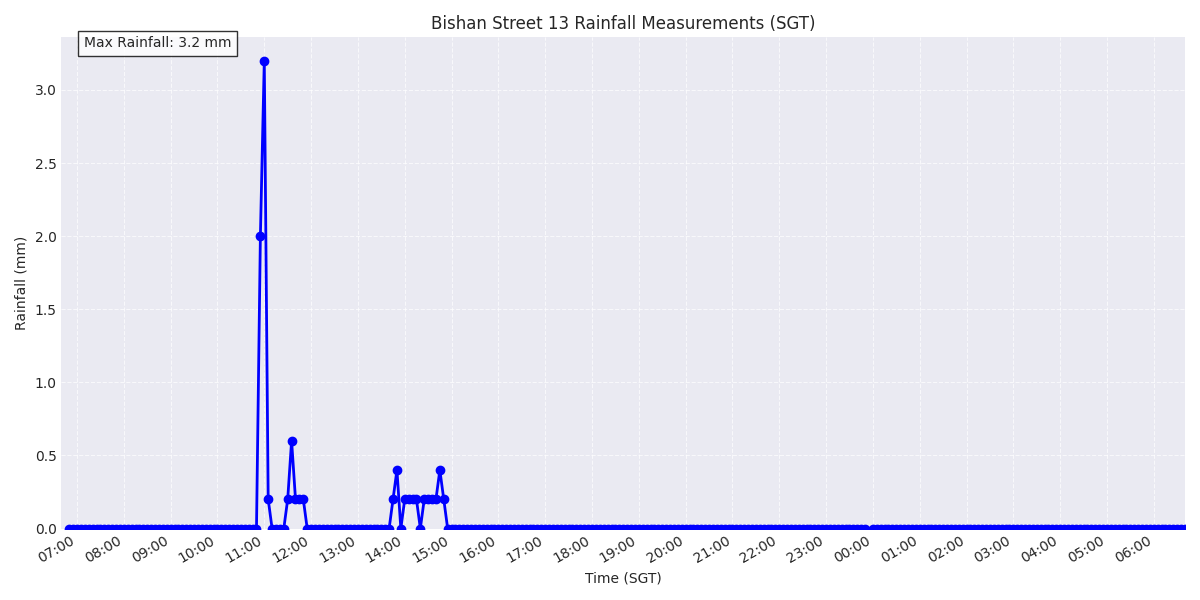 Bishan Street 13 Rainfall Measurements (SGT)
Max Rainfall: 3.2 mm
3.0
2.5
2.0
1.5
1.0
0.5
0.0
Rainfall (mm)
07:00 08:00 09:00 10:00 11:00 12:00 13:00 14:00 15:00 16:00 17:00 18:00 19:00 20:00 21:00 22:00 23:00 00:00 01:00 02:00 03:00 04:00 05:00 06:00
Time (SGT)